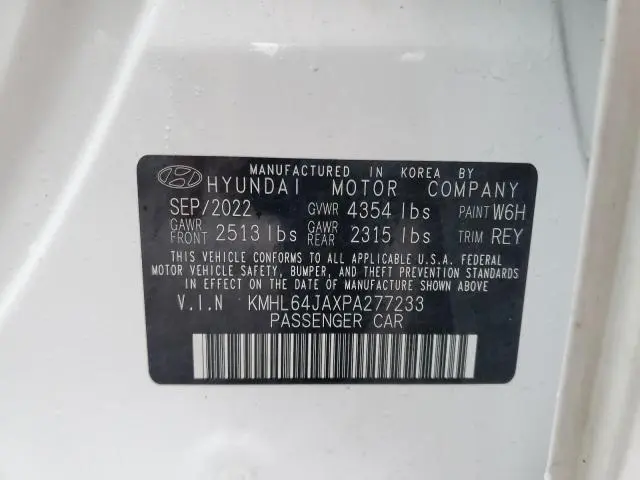 MANUFACTURED IN KOREA BY
HYUNDAI MOTOR COMPANY
SEP/2022 GVWR 4354 lbs PAINT W6H
GAWR FRONT 2513 lbs GAWR REAR 2315 lbs TRIM REY
THIS VEHICLE CONFORMS TO ALL APPLICABLE U.S.A. FEDERAL
MOTOR VEHICLE SAFETY, BUMPER, AND THEFT PREVENTION STANDARDS
IN EFFECT ON THE DATE OF MANUFACTURE SHOWN ABOVE
V.I.N KMHL64JAXPA277233
PASSENGER CAR